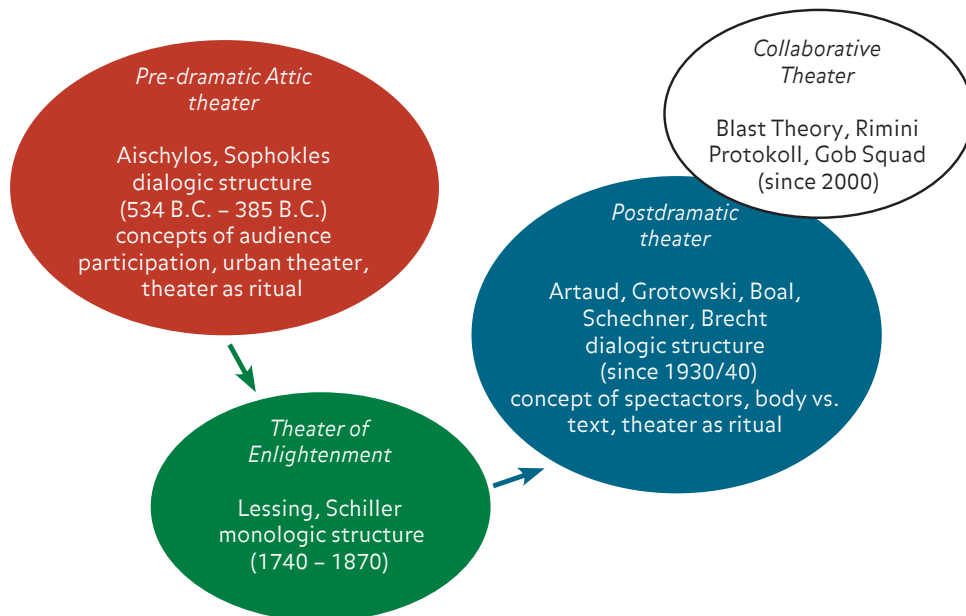 Pre-dramatic Attic
theater
Aischylos, Sophokles
dialogic structure
(534 B.C. – 385 B.C.)
concepts of audience
participation, urban theater,
theater as ritual
Collaborative
Theater
Blast Theory, Rimini
Protokoll, Gob Squad
(since 2000)
Postdramatic
theater
Artaud, Grotowski, Boal,
Schechner, Brecht
dialogic structure
(since 1930/40)
concept of spectactors, body vs.
text, theater as ritual
Theater of
Enlightenment
Lessing, Schiller
monologic structure
(1740 – 1870)